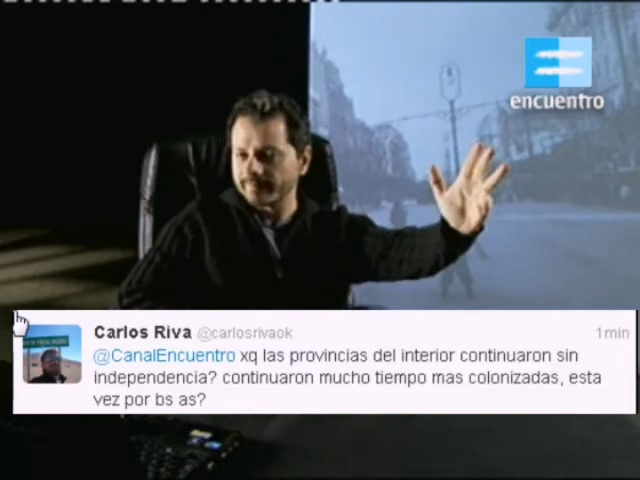 encuentro
Carlos Riva @carlosrivaok 1min
@CanalEncuentro xq las provincias del interior continuaron sin
independencia? continuaron mucho tiempo mas colonizadas, esta
vez por bs as?